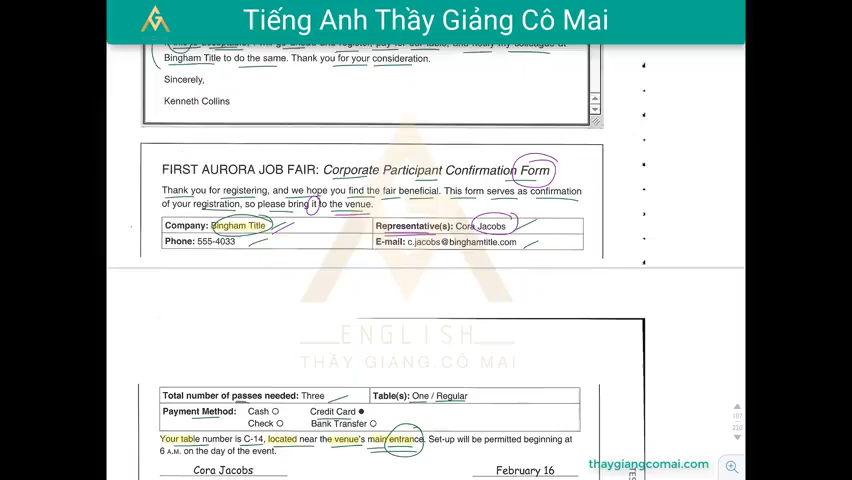 Tiếng Anh Thầy Giảng Cô Mai
Bingham Title to do the same. Thank you for your consideration.
Sincerely,
Kenneth Collins
FIRST AURORA JOB FAIR: Corporate Participant Confirmation Form
Thank you for registering, and we hope you find the fair beneficial. This form serves as confirmation
of your registration, so please bring it to the venue.
Company: Bingham Title Representative(s): Cora Jacobs
Phone: 555-4033 E-mail: c.jacobs@binghamtitle.com
ENGLISH
THẦY GIẢNG.CÔ MAI
Total number of passes needed: Three Table(s): One / Regular
Payment Method: Cash Credit Card
Check Bank Transfer
Your table number is C-14, located near the venue's main entrance. Set-up will be permitted beginning at
6 A.M. on the day of the event.
Cora Jacobs February 16
thaygiangcomai.com
107
210